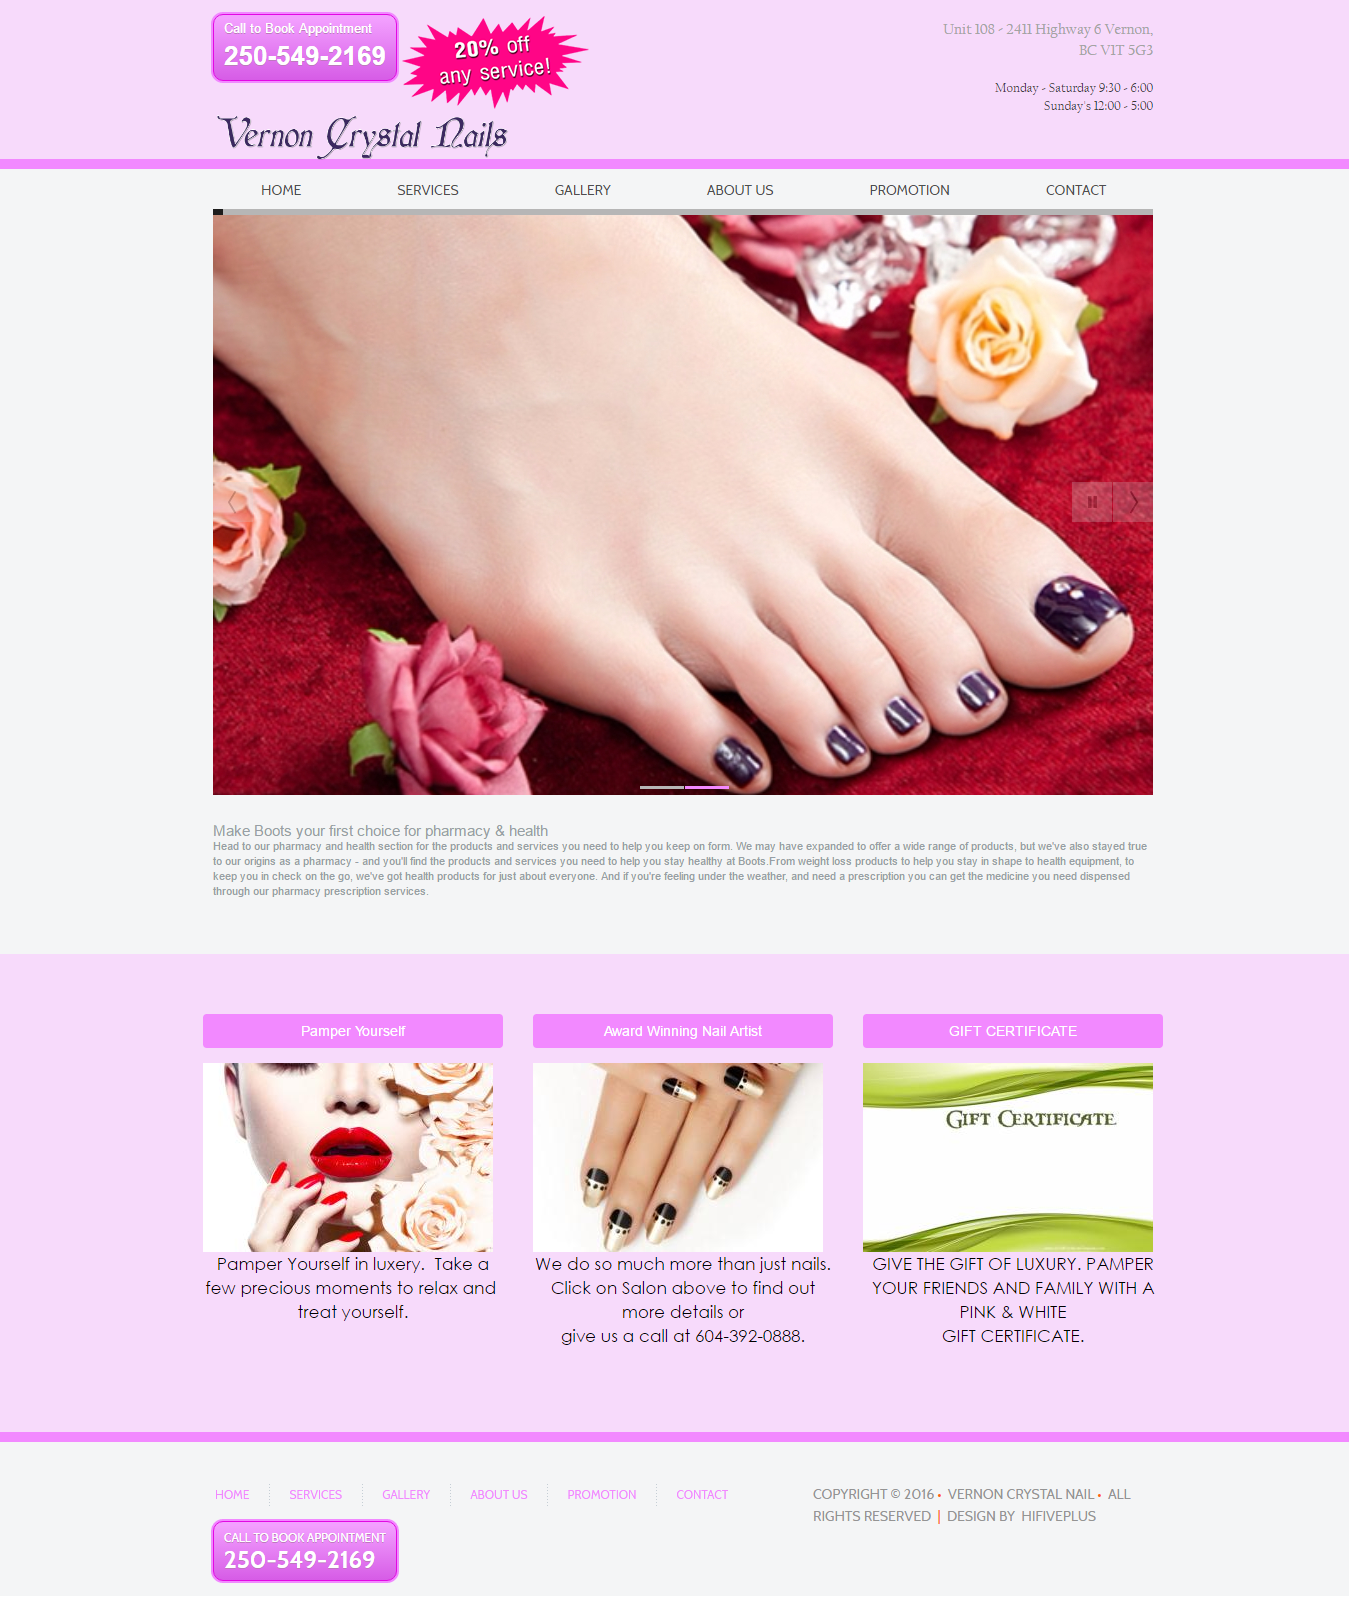 Call to Book Appointment
250-549-2169
20% off
any service!
Unit 108 - 2411 Highway 6 Vernon,
BC V1T 5G3
Monday - Saturday 9:30 - 6:00
Sunday's 12:00 - 5:00
Vernon Crystal Nails
HOME SERVICES GALLERY ABOUT US PROMOTION CONTACT
Make Boots your first choice for pharmacy & health
Head to our pharmacy and health section for the products and services you need to help you keep on form. We may have expanded to offer a wide range of products, but we've also stayed true
to our origins as a pharmacy - and you'll find the products and services you need to help you stay healthy at Boots.From weight loss products to help you stay in shape to health equipment, to
keep you in check on the go, we've got health products for just about everyone. And if you're feeling under the weather, and need a prescription you can get the medicine you need dispensed
through our pharmacy prescription services.
Pamper Yourself
Pamper Yourself in luxery.  Take a
few precious moments to relax and
treat yourself.
Award Winning Nail Artist
We do so much more than just nails.
Click on Salon above to find out
more details or
give us a call at 604-392-0888.
GIFT CERTIFICATE
Gift Certificate
GIVE THE GIFT OF LUXURY. PAMPER
YOUR FRIENDS AND FAMILY WITH A
PINK & WHITE
GIFT CERTIFICATE.
HOME SERVICES GALLERY ABOUT US PROMOTION CONTACT
CALL TO BOOK APPOINTMENT
250-549-2169
COPYRIGHT © 2016 • VERNON CRYSTAL NAIL • ALL
RIGHTS RESERVED | DESIGN BY HIFIVEPLUS